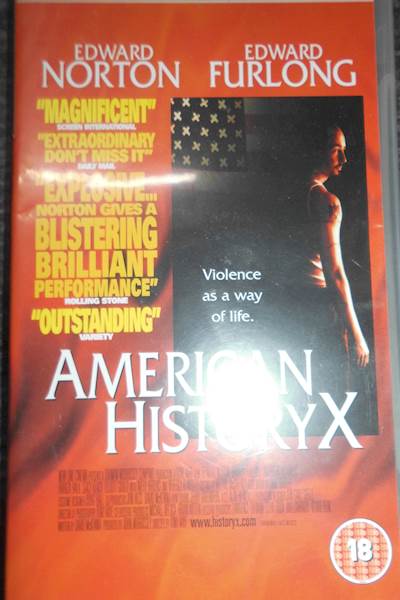 EDWARD
NORTON
EDWARD
FURLONG
"MAGNIFICENT"
SCREEN INTERNATIONAL
"EXTRAORDINARY
DON'T MISS IT"
DAILY MAIL
"EXPLOSIVE...
NORTON GIVES A
BLISTERING
BRILLIANT
PERFORMANCE"
ROLLING STONE
"OUTSTANDING"
VARIETY
Violence
as a way
of life.
AMERICAN
HISTORY X
www.historyx.com
18